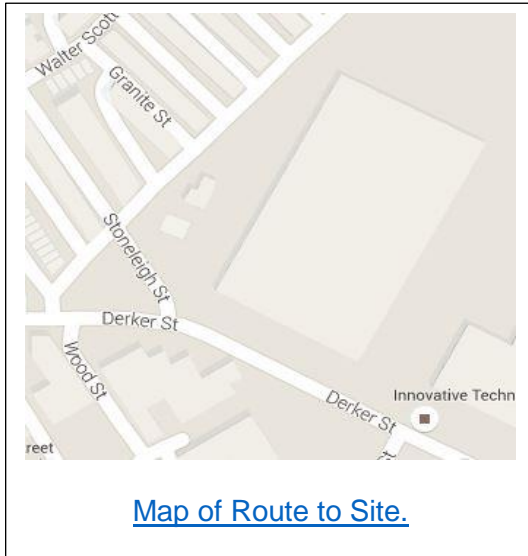 Walter Scott
Granite St
Stoneleigh St
Derker St
Wood St
Derker St
Innovative Techn
reet
Map of Route to Site.